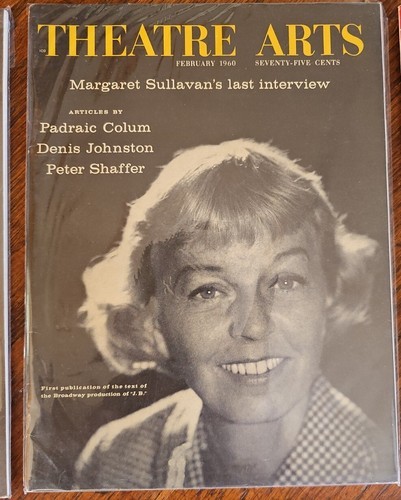 THEATRE ARTS
FEBRUARY 1960 SEVENTY-FIVE CENTS
Margaret Sullavan's last interview
ARTICLES BY
Padraic Colum
Denis Johnston
Peter Shaffer
First publication of the text of
the Broadway production of "J.B."